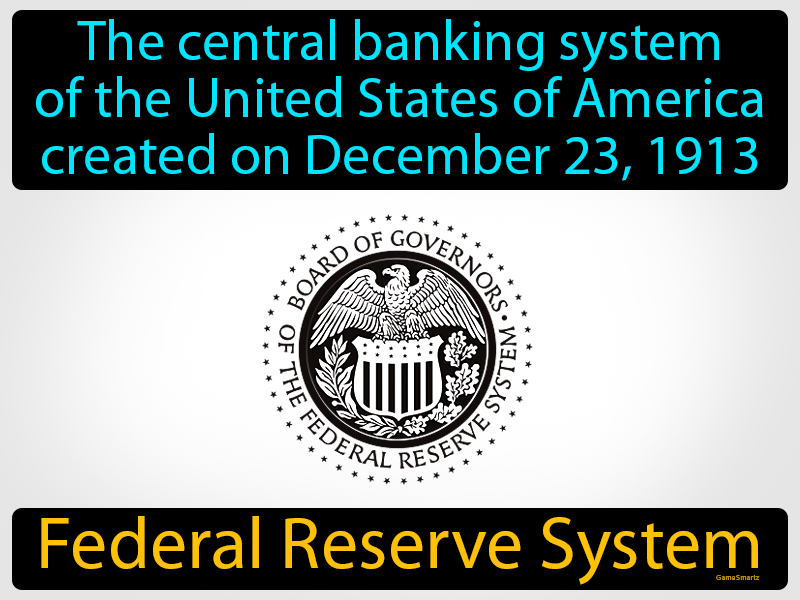 The central banking system
of the United States of America
created on December 23, 1913
BOARD OF GOVERNORS •
OF THE FEDERAL RESERVE SYSTEM
Federal Reserve System
GameSmartz